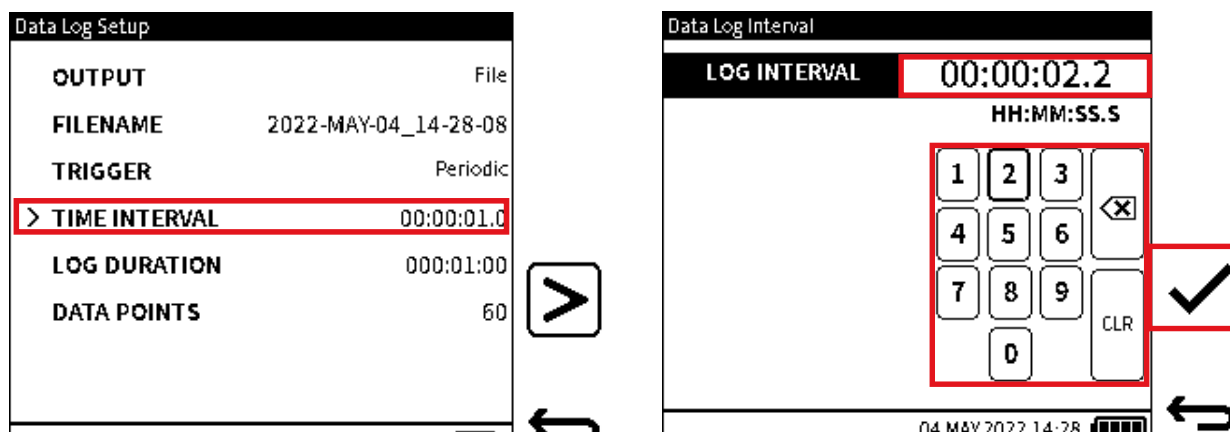 Data Log Setup
OUTPUT File
FILENAME 2022-MAY-04_14-28-08
TRIGGER Periodic
> TIME INTERVAL 00:00:01.0
LOG DURATION 000:01:00
DATA POINTS 60
Data Log Interval
LOG INTERVAL 00:00:02.2
HH:MM:SS.S
1 2 3
4 5 6
7 8 9
CLR
0
04 MAY 2022 14:28